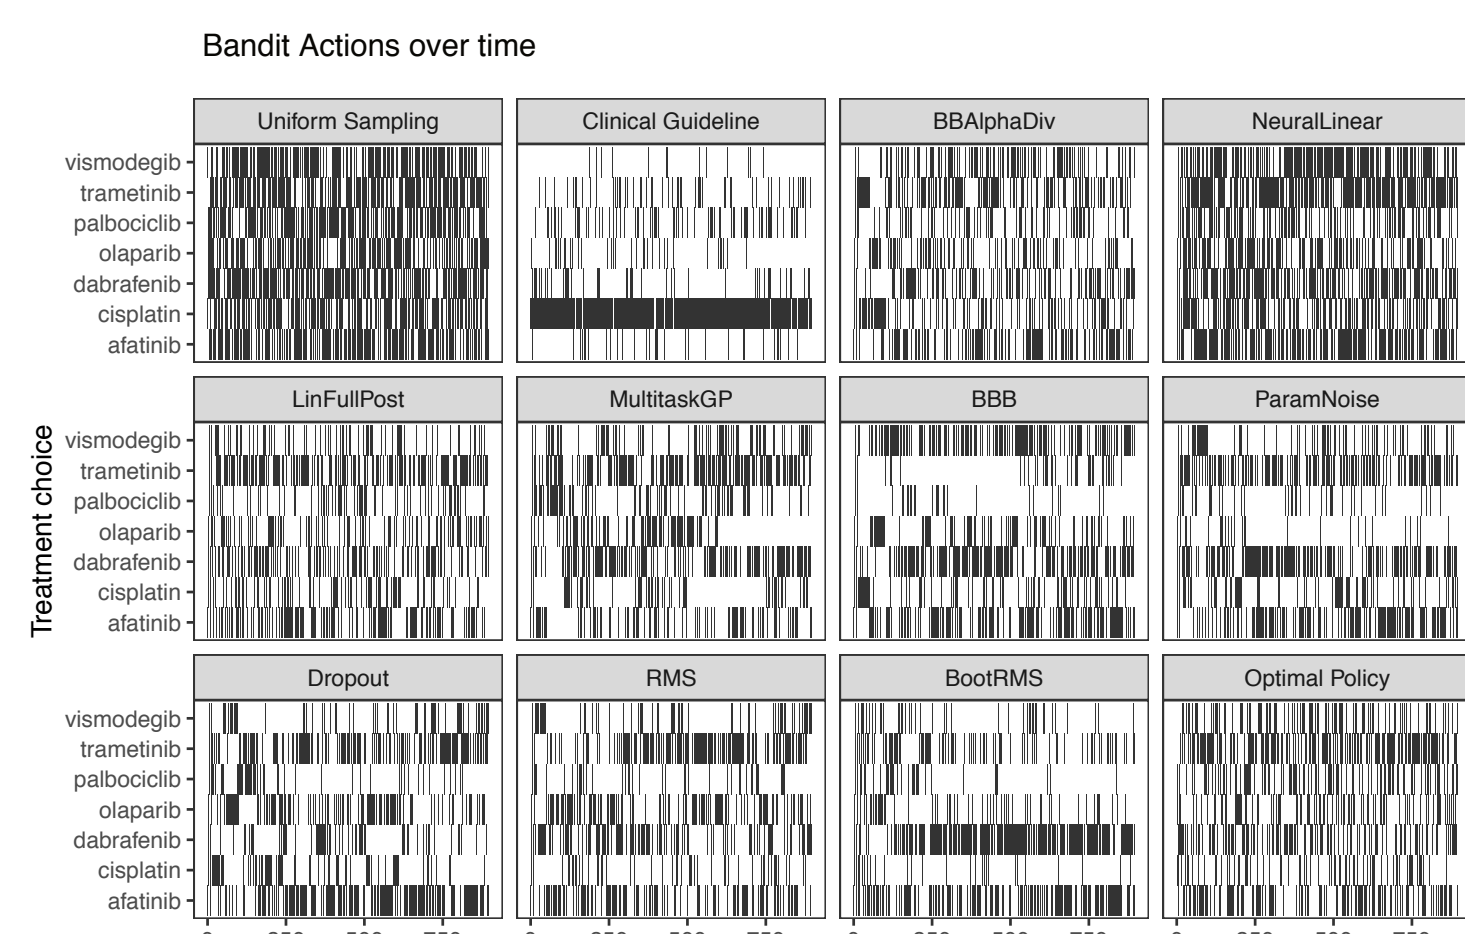 Bandit Actions over time
Uniform Sampling Clinical Guideline BBAlphaDiv NeuralLinear
vismodegib
trametinib
palbociclib
olaparib
dabrafenib
cisplatin
afatinib
LinFullPost MultitaskGP BBB ParamNoise
Treatment choice
vismodegib
trametinib
palbociclib
olaparib
dabrafenib
cisplatin
afatinib
Dropout RMS BootRMS Optimal Policy
vismodegib
trametinib
palbociclib
olaparib
dabrafenib
cisplatin
afatinib